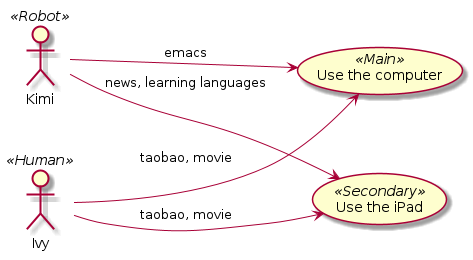 «Robot»
Kimi
emacs
news, learning languages
«Main»
Use the computer
«Human»
Ivy
taobao, movie
taobao, movie
«Secondary»
Use the iPad